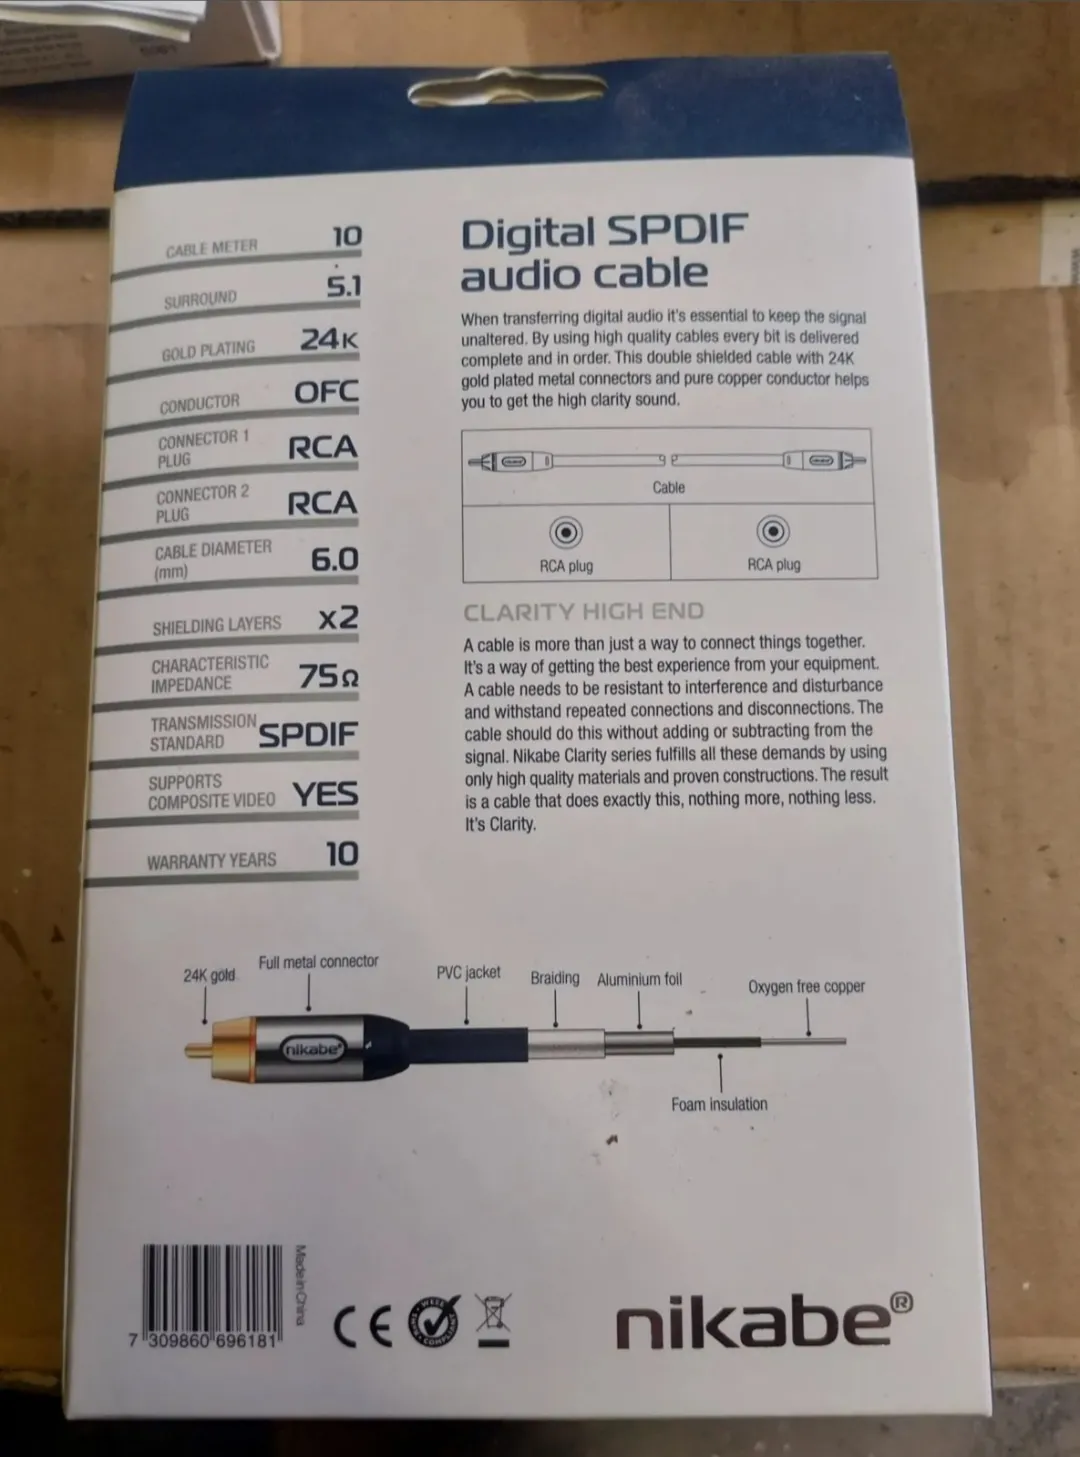 CABLE METER 10
SURROUND 5.1
GOLD PLATING 24K
CONDUCTOR OFC
CONNECTOR 1
PLUG RCA
CONNECTOR 2
PLUG RCA
CABLE DIAMETER
(mm) 6.0
SHIELDING LAYERS x2
CHARACTERISTIC
IMPEDANCE 75Ω
TRANSMISSION
STANDARD SPDIF
SUPPORTS
COMPOSITE VIDEO YES
WARRANTY YEARS 10
Digital SPDIF
audio cable
When transferring digital audio it's essential to keep the signal
unaltered. By using high quality cables every bit is delivered
complete and in order. This double shielded cable with 24K
gold plated metal connectors and pure copper conductor helps
you to get the high clarity sound.
Cable
RCA plug
RCA plug
CLARITY HIGH END
A cable is more than just a way to connect things together.
It's a way of getting the best experience from your equipment.
A cable needs to be resistant to interference and disturbance
and withstand repeated connections and disconnections. The
cable should do this without adding or subtracting from the
signal. Nikabe Clarity series fulfills all these demands by using
only high quality materials and proven constructions. The result
is a cable that does exactly this, nothing more, nothing less.
It's Clarity.
24K gold
Full metal connector
PVC jacket
Braiding
Aluminium foil
Oxygen free copper
nikabe
Foam insulation
7 309860 696181
Made in China
CE
nikabe®